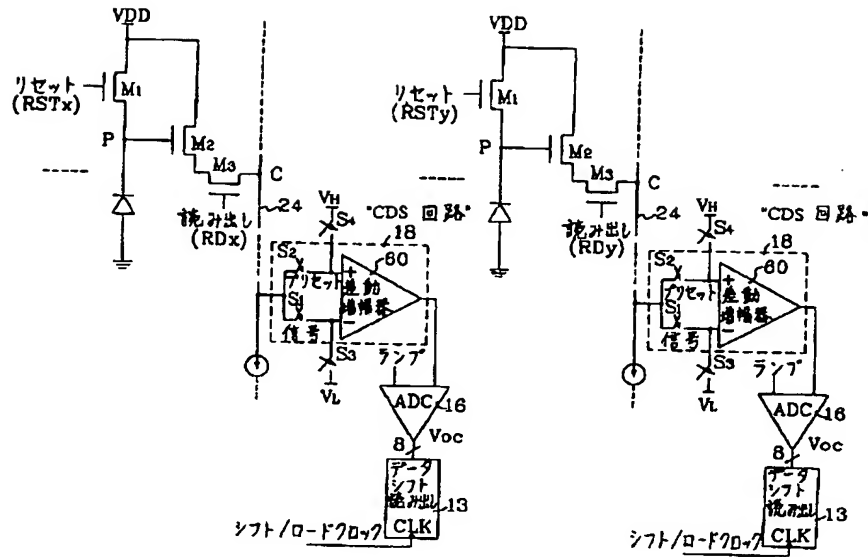 VDD
リセット
(RSTx)
M1
P
M2
M3
C
読み出し
(RDx)
24
VH
S4
"CDS 回路"
18
S2
リセット
S1
信号
60
+
差動
増幅器
−
S3
VL
ランプ
ADC
16
8
VOC
データ
シフト
読み出し
13
CLK
シフト/ロードクロック
VDD
リセット
(RSTy)
M1
P
M2
M3
C
読み出し
(RDy)
24
VH
S4
"CDS 回路"
18
S2
リセット
S1
信号
60
+
差動
増幅器
−
S3
VL
ランプ
ADC
16
8
VOC
データ
シフト
読み出し
13
CLK
シフト/ロードクロック